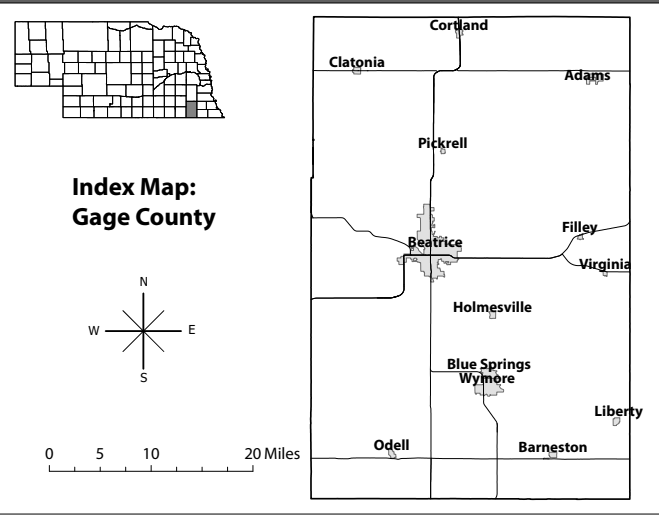 Cortland
Clatonia
Adams
Pickrell
Index Map:
Gage County
Filley
Beatrice
Virginia
N
W E
S
Holmesville
Blue Springs
Wymore
Liberty
Odell
Barneston
0 5 10 20 Miles